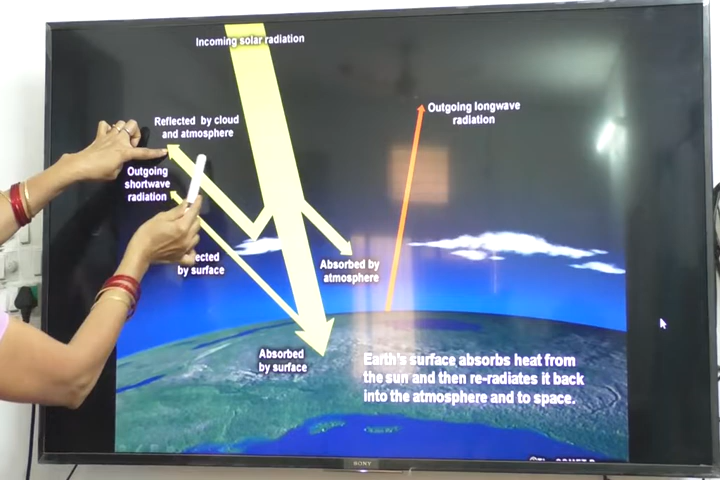 Incoming solar radiation
Reflected by cloud
and atmosphere
Outgoing longwave
radiation
Outgoing
shortwave
radiation
by surface
Absorbed by
atmosphere
Absorbed
by surface
Earth's surface absorbs heat from
the sun and then re-radiates it back
into the atmosphere and to space.
SONY